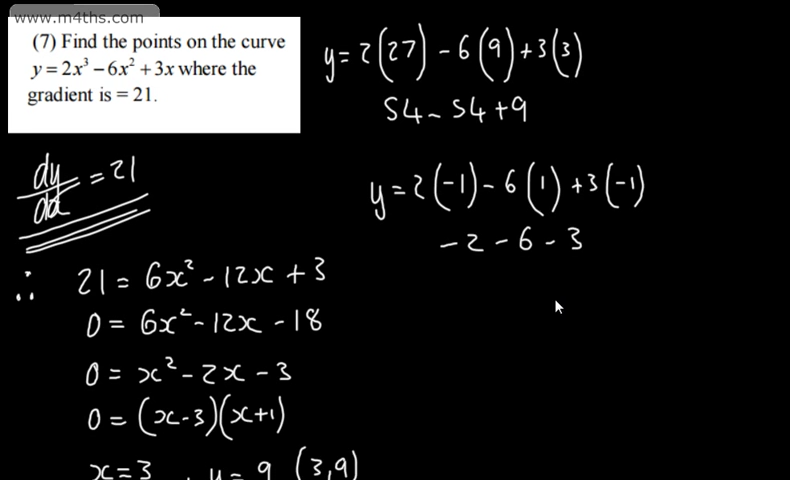 www.m4ths.com
(7) Find the points on the curve
y = 2x³ − 6x² + 3x where the
gradient is = 21.
y = 2(27) − 6(9) + 3(3)
54 − 54 + 9
dy/dx = 21
y = 2(−1) − 6(1) + 3(−1)
−2 − 6 − 3
∴ 21 = 6x² − 12x + 3
0 = 6x² − 12x − 18
0 = x² − 2x − 3
0 = (x−3)(x+1)
x = 3 , y = 9 (3,9)